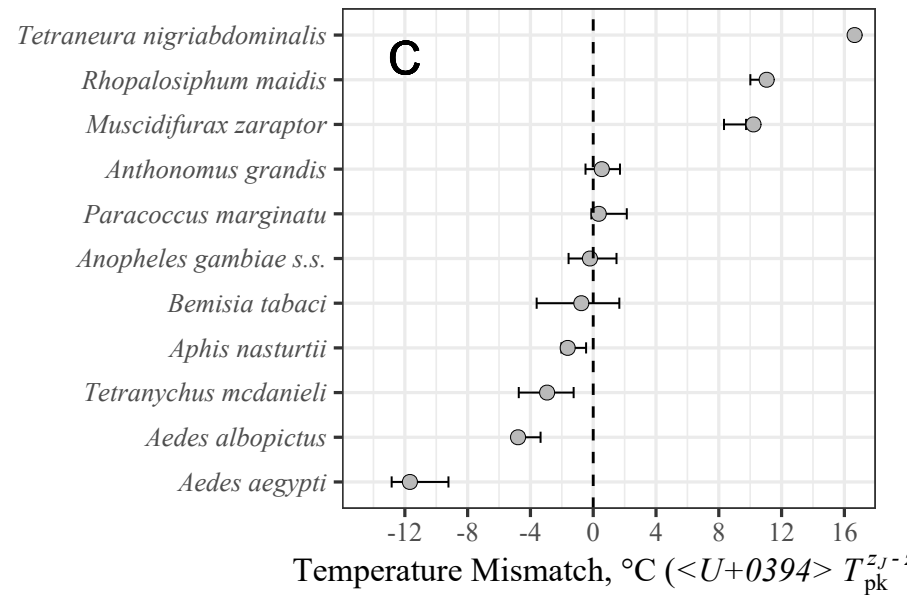 Tetraneura nigriabdominalis
C
Rhopalosiphum maidis
Muscidifurax zaraptor
Anthonomus grandis
Paracoccus marginatu
Anopheles gambiae s.s.
Bemisia tabaci
Aphis nasturtii
Tetranychus mcdanieli
Aedes albopictus
Aedes aegypti
-12 -8 -4 0 4 8 12 16
Temperature Mismatch, °C (<U+0394> T pk z J -